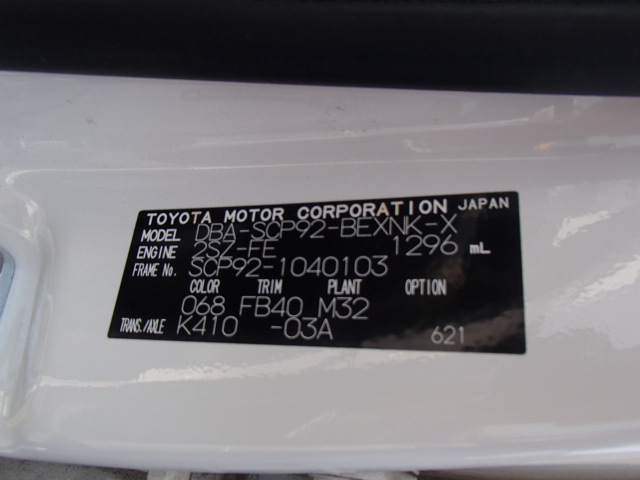 TOYOTA MOTOR CORPORATION JAPAN
MODEL DBA-SCP92-BEXNK-X
ENGINE 2SZ-FE 1296 mL
FRAME No. SCP92-1040103
COLOR TRIM PLANT OPTION
068 FB40 M32
TRANS./AXLE K410 -03A 621